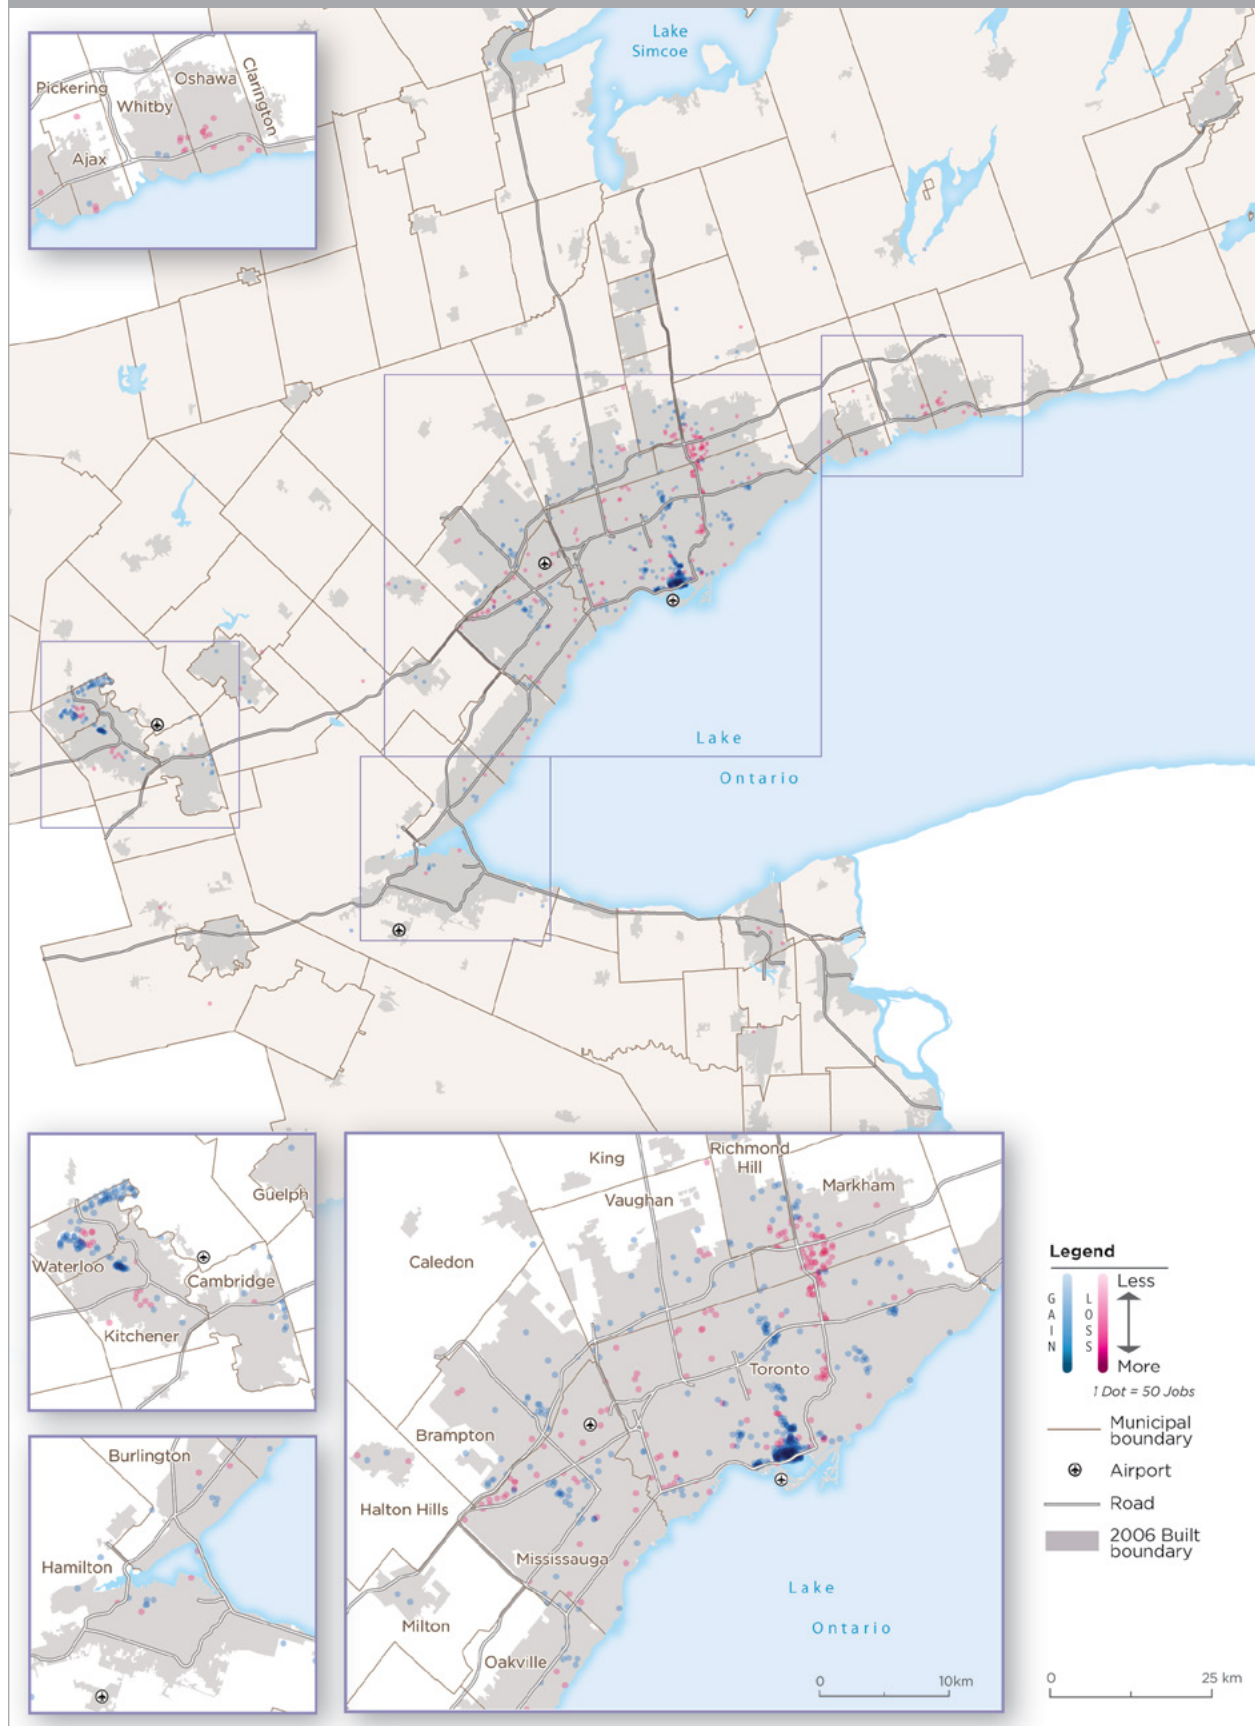 Lake
Simcoe
Pickering
Oshawa
Clarington
Whitby
Ajax
Lake
Ontario
Guelph
Waterloo
Cambridge
Kitchener
Burlington
Hamilton
King
Richmond
Hill
Vaughan
Markham
Caledon
Toronto
Brampton
Halton Hills
Mississauga
Milton
Oakville
Lake
Ontario
0 10km
Legend
GAIN
LOSS
Less
More
1 Dot = 50 Jobs
Municipal
boundary
Airport
Road
2006 Built
boundary
0 25 km